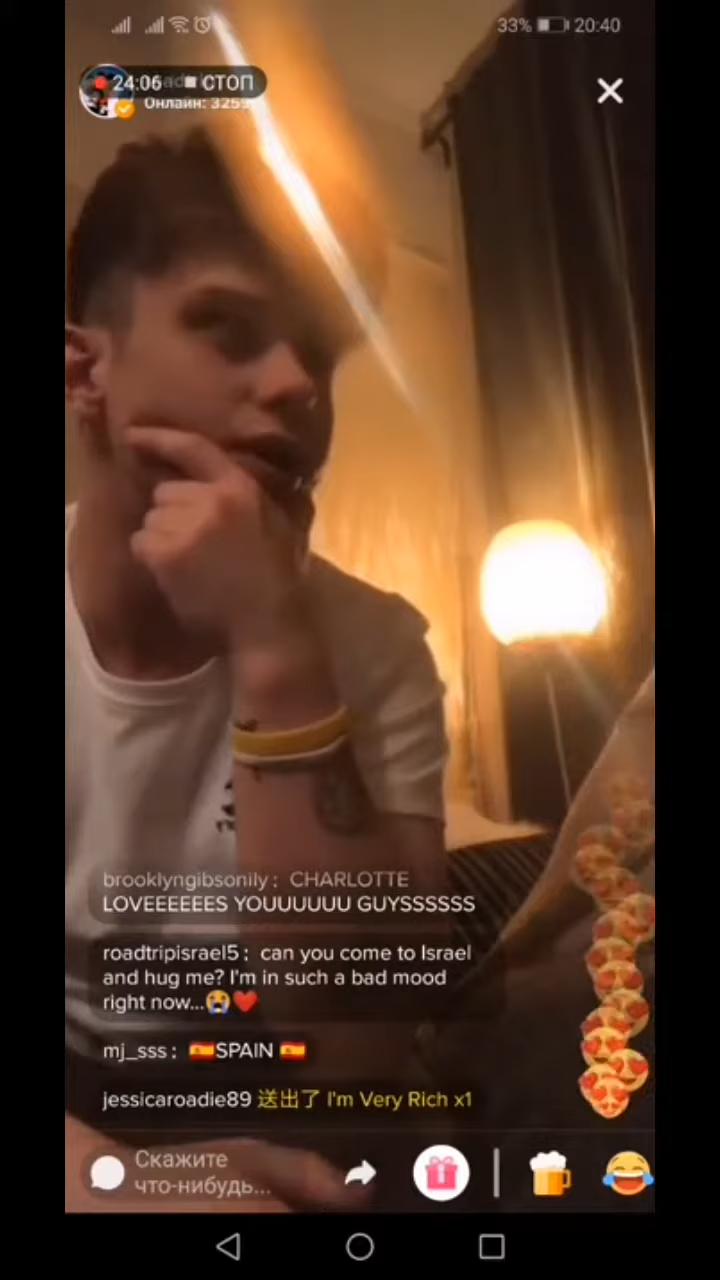 33% 20:40
24:06 СТОП
Онлайн: 3259
brooklyngibsonily : CHARLOTTE
LOVEEEEEES YOUUUUUU GUYSSSSSS
roadtripisrael5 : can you come to Israel
and hug me? I'm in such a bad mood
right now...😭❤️
mj_sss : 🇪🇸SPAIN 🇪🇸
jessicaroadie89 送出了 I'm Very Rich x1
Скажите
что-нибудь...